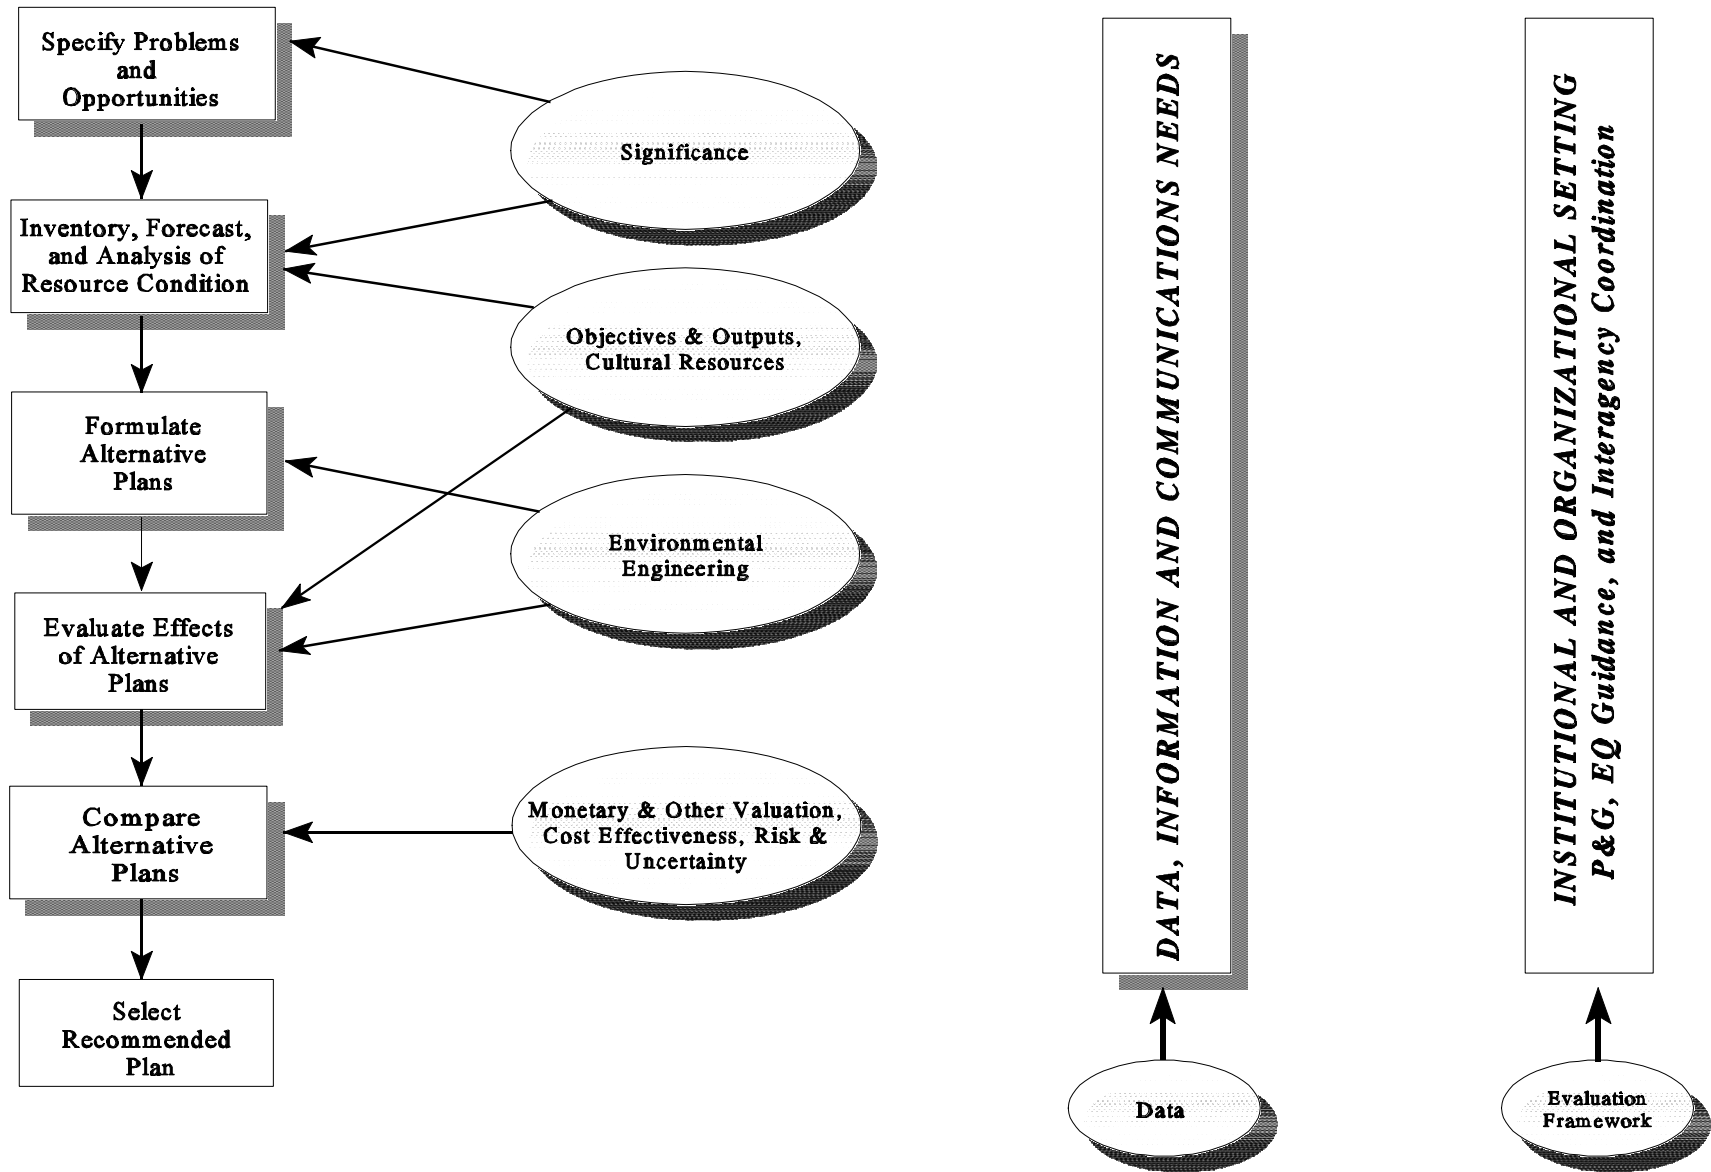 Specify Problems
and
Opportunities
Inventory, Forecast,
and Analysis of
Resource Condition
Formulate
Alternative
Plans
Evaluate Effects
of Alternative
Plans
Compare
Alternative
Plans
Select
Recommended
Plan
Significance
Objectives & Outputs,
Cultural Resources
Environmental
Engineering
Monetary & Other Valuation,
Cost Effectiveness, Risk &
Uncertainty
DATA, INFORMATION AND COMMUNICATIONS NEEDS
Data
INSTITUTIONAL AND ORGANIZATIONAL SETTING
P&G, EQ Guidance, and Interagency Coordination
Evaluation
Framework